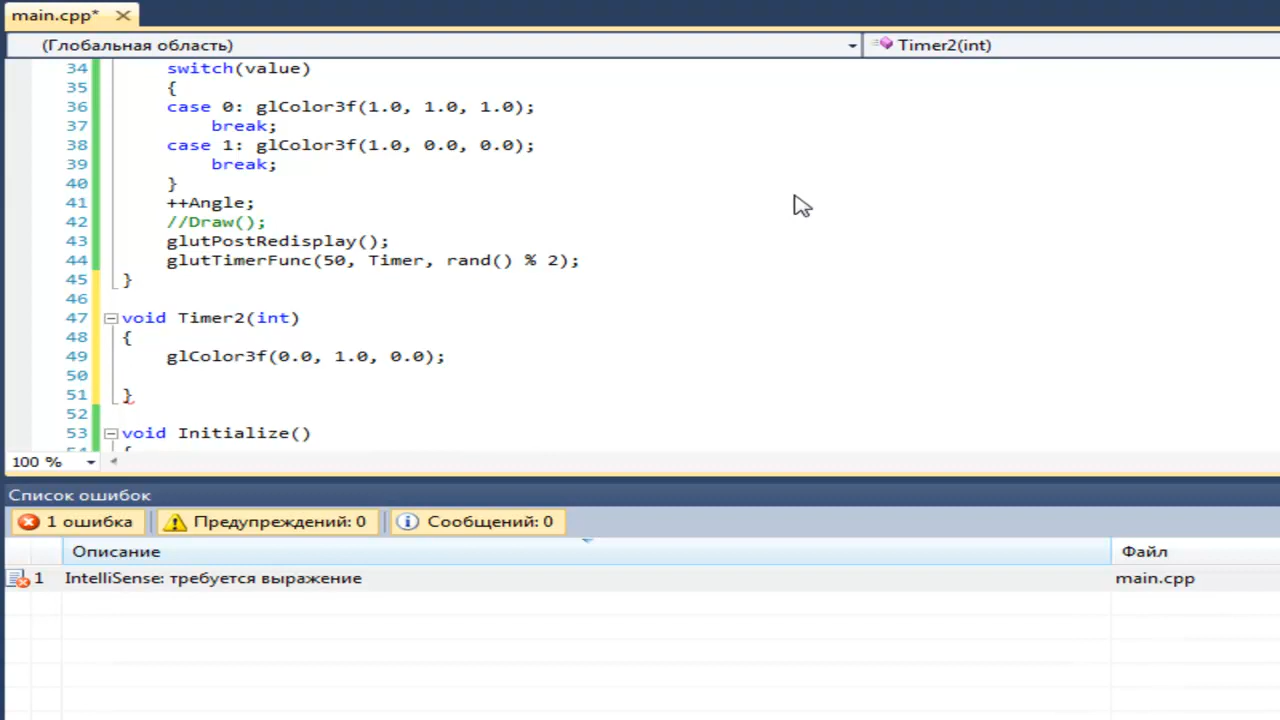 main.cpp*
(Глобальная область) Timer2(int)
34 switch(value)
35 {
36 case 0: glColor3f(1.0, 1.0, 1.0);
37 break;
38 case 1: glColor3f(1.0, 0.0, 0.0);
39 break;
40 }
41 ++Angle;
42 //Draw();
43 glutPostRedisplay();
44 glutTimerFunc(50, Timer, rand() % 2);
45 }
46
47 void Timer2(int)
48 {
49 glColor3f(0.0, 1.0, 0.0);
50
51 }
52
53 void Initialize()
100 %
Список ошибок
1 ошибка Предупреждений: 0 Сообщений: 0
Описание Файл
1 IntelliSense: требуется выражение main.cpp